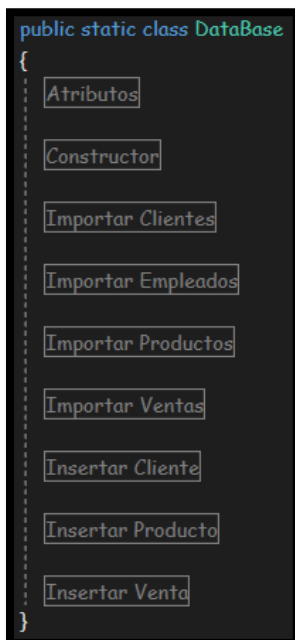 public static class DataBase
{
Atributos
Constructor
Importar Clientes
Importar Empleados
Importar Productos
Importar Ventas
Insertar Cliente
Insertar Producto
Insertar Venta
}